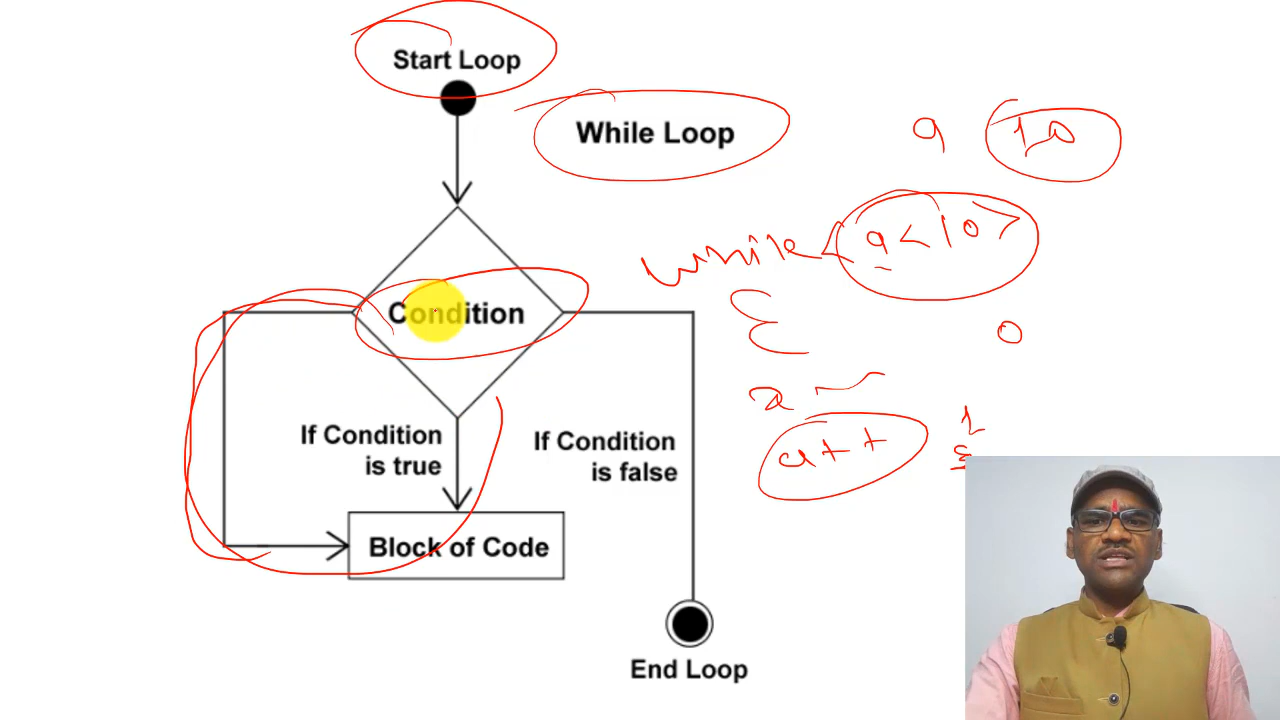 Start Loop
While Loop
a 10
while (a<10)
Condition
{
0
a++
1
If Condition
is true
If Condition
is false
Block of Code
End Loop